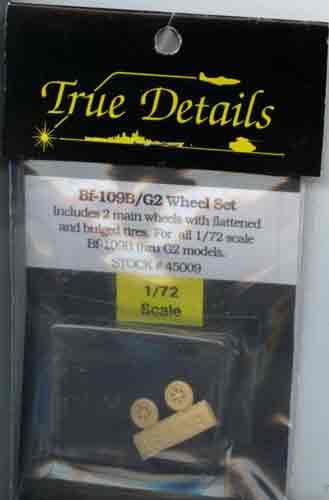 True Details
Bf-109B/G2 Wheel Set
Includes 2 main wheels with flattened
and bulged tires. For all 1/72 scale
Bf-109B thru G2 models.
STOCK # 45009
1/72
Scale